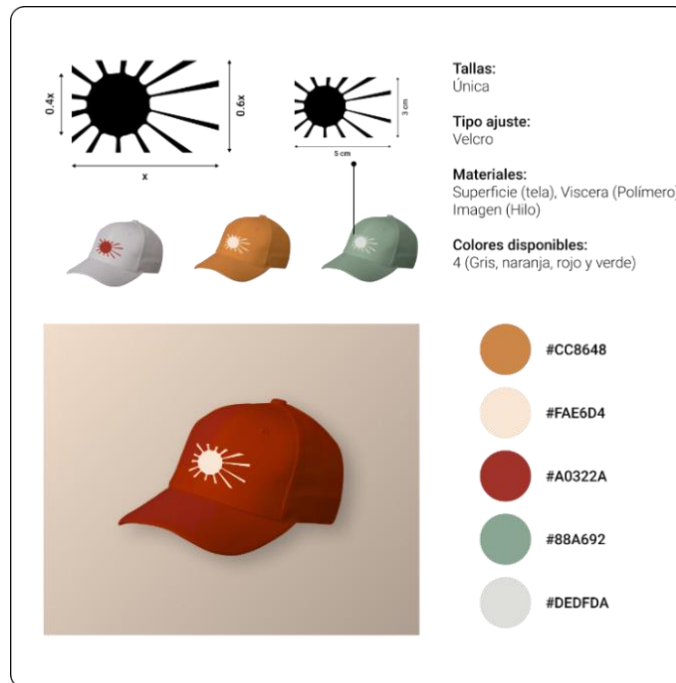 0.4x
0.6x
x
3 cm
5 cm
Tallas:
Única
Tipo ajuste:
Velcro
Materiales:
Superficie (tela), Viscera (Polímero)
Imagen (Hilo)
Colores disponibles:
4 (Gris, naranja, rojo y verde)
#CC8648
#FAE6D4
#A0322A
#88A692
#DEDFDA